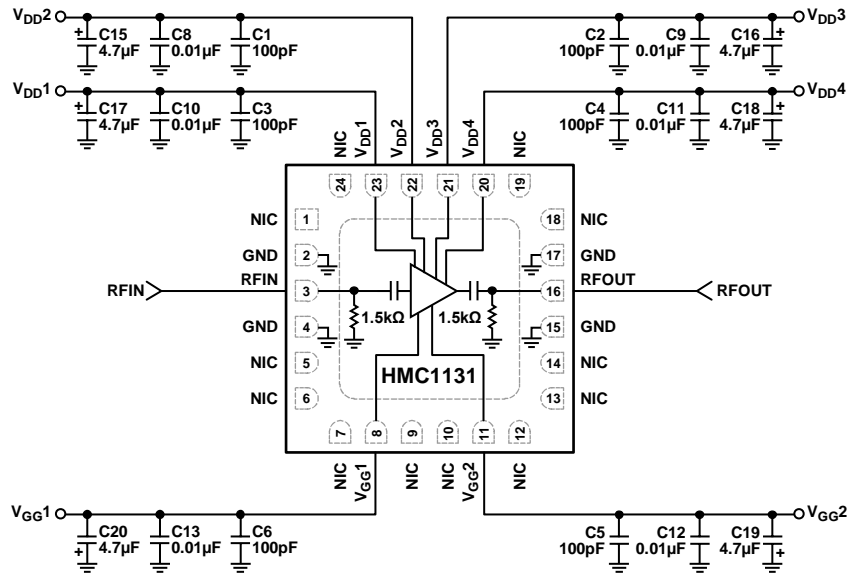 VDD2
+ C15
4.7µF
C8
0.01µF
C1
100pF
C2
100pF
C9
0.01µF
C16 +
4.7µF
VDD3
VDD1
+ C17
4.7µF
C10
0.01µF
C3
100pF
C4
100pF
C11
0.01µF
C18 +
4.7µF
VDD4
NIC
VDD1
VDD2
VDD3
VDD4
NIC
24
23
22
21
20
19
NIC
1
18
NIC
GND
2
17
GND
RFIN
RFIN
3
16
RFOUT
RFOUT
1.5kΩ
1.5kΩ
GND
4
15
GND
NIC
5
14
NIC
HMC1131
NIC
6
13
NIC
7
8
9
10
11
12
NIC
VGG1
NIC
NIC
VGG2
NIC
VGG1
C20
+ 4.7µF
C13
0.01µF
C6
100pF
C5
100pF
C12
0.01µF
C19
4.7µF +
VGG2